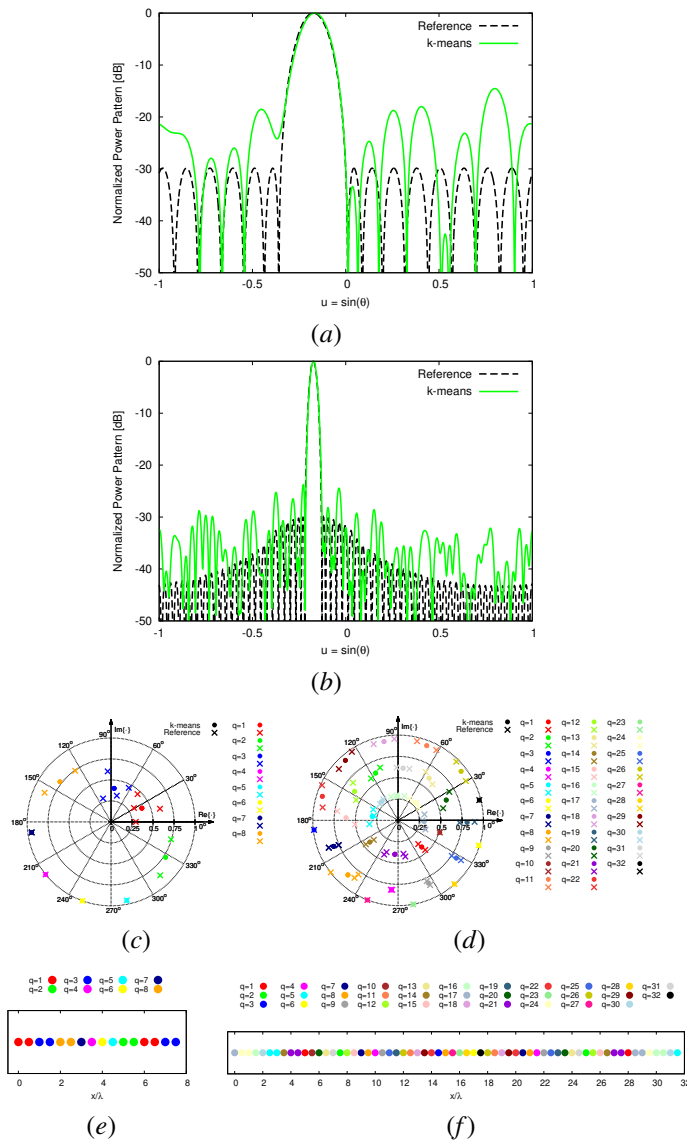 Reference
k-means
Normalized Power Pattern [dB]
0
-10
-20
-30
-40
-50
-1
-0.5
0
0.5
1
u = sin(θ)
(a)
Reference
k-means
Normalized Power Pattern [dB]
0
-10
-20
-30
-40
-50
-1
-0.5
0
0.5
1
u = sin(θ)
(b)
k-means
Reference
q=1
q=2
q=3
q=4
q=5
q=6
q=7
q=8
Im{·}
Re{·}
90°
60°
30°
0°
330°
300°
270°
240°
210°
180°
150°
120°
0
0.25
0.5
0.75
1
(c)
k-means
Reference
q=1
q=2
q=3
q=4
q=5
q=6
q=7
q=8
q=9
q=10
q=11
q=12
q=13
q=14
q=15
q=16
q=17
q=18
q=19
q=20
q=21
q=22
q=23
q=24
q=25
q=26
q=27
q=28
q=29
q=30
q=31
q=32
Im{·}
Re{·}
90°
60°
30°
0°
330°
300°
270°
240°
210°
180°
150°
120°
0
0.25
0.5
0.75
1
(d)
q=1 q=3 q=5 q=7
q=2 q=4 q=6 q=8
0 2 4 6 8
x/λ
(e)
q=1 q=4 q=7 q=10 q=13 q=16 q=19 q=22 q=25 q=28 q=31
q=2 q=5 q=8 q=11 q=14 q=17 q=20 q=23 q=26 q=29 q=32
q=3 q=6 q=9 q=12 q=15 q=18 q=21 q=24 q=27 q=30
0 2 4 6 8 10 12 14 16 18 20 22 24 26 28 30 32
x/λ
(f)